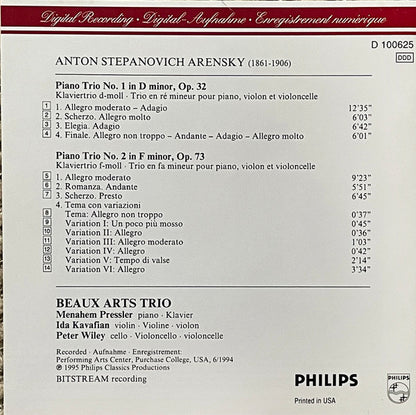 Digital Recording • Digital-Aufnahme • Enregistrement numérique
D 100625
DDD
ANTON STEPANOVICH ARENSKY (1861-1906)
Piano Trio No. 1 in D minor, Op. 32
Klaviertrio d-moll · Trio en ré mineur pour piano, violon et violoncelle
1 1. Allegro moderato – Adagio 12'35"
2 2. Scherzo. Allegro molto 6'03"
3 3. Elegia. Adagio 6'42"
4 4. Finale. Allegro non troppo – Andante – Adagio – Allegro molto 6'01"
Piano Trio No. 2 in F minor, Op. 73
Klaviertrio f-moll · Trio en fa mineur pour piano, violon et violoncelle
5 1. Allegro moderato 9'23"
6 2. Romanza. Andante 5'51"
7 3. Scherzo. Presto 6'45"
4. Tema con variazioni
8 Tema: Allegro non troppo 0'37"
9 Variation I: Un poco più mosso 0'45"
10 Variation II: Allegro 0'36"
11 Variation III: Allegro moderato 1'03"
12 Variation IV: Allegro 0'42"
13 Variation V: Tempo di valse 2'14"
14 Variation VI: Allegro 3'34"
BEAUX ARTS TRIO
Menahem Pressler piano · Klavier
Ida Kavafian violin · Violine · violon
Peter Wiley cello · Violoncello · violoncelle
Recorded · Aufnahme · Enregistrement:
Performing Arts Center, Purchase College, USA, 6/1994
Ⓟ 1995 Philips Classics Productions
BITSTREAM recording
PHILIPS
Printed in USA